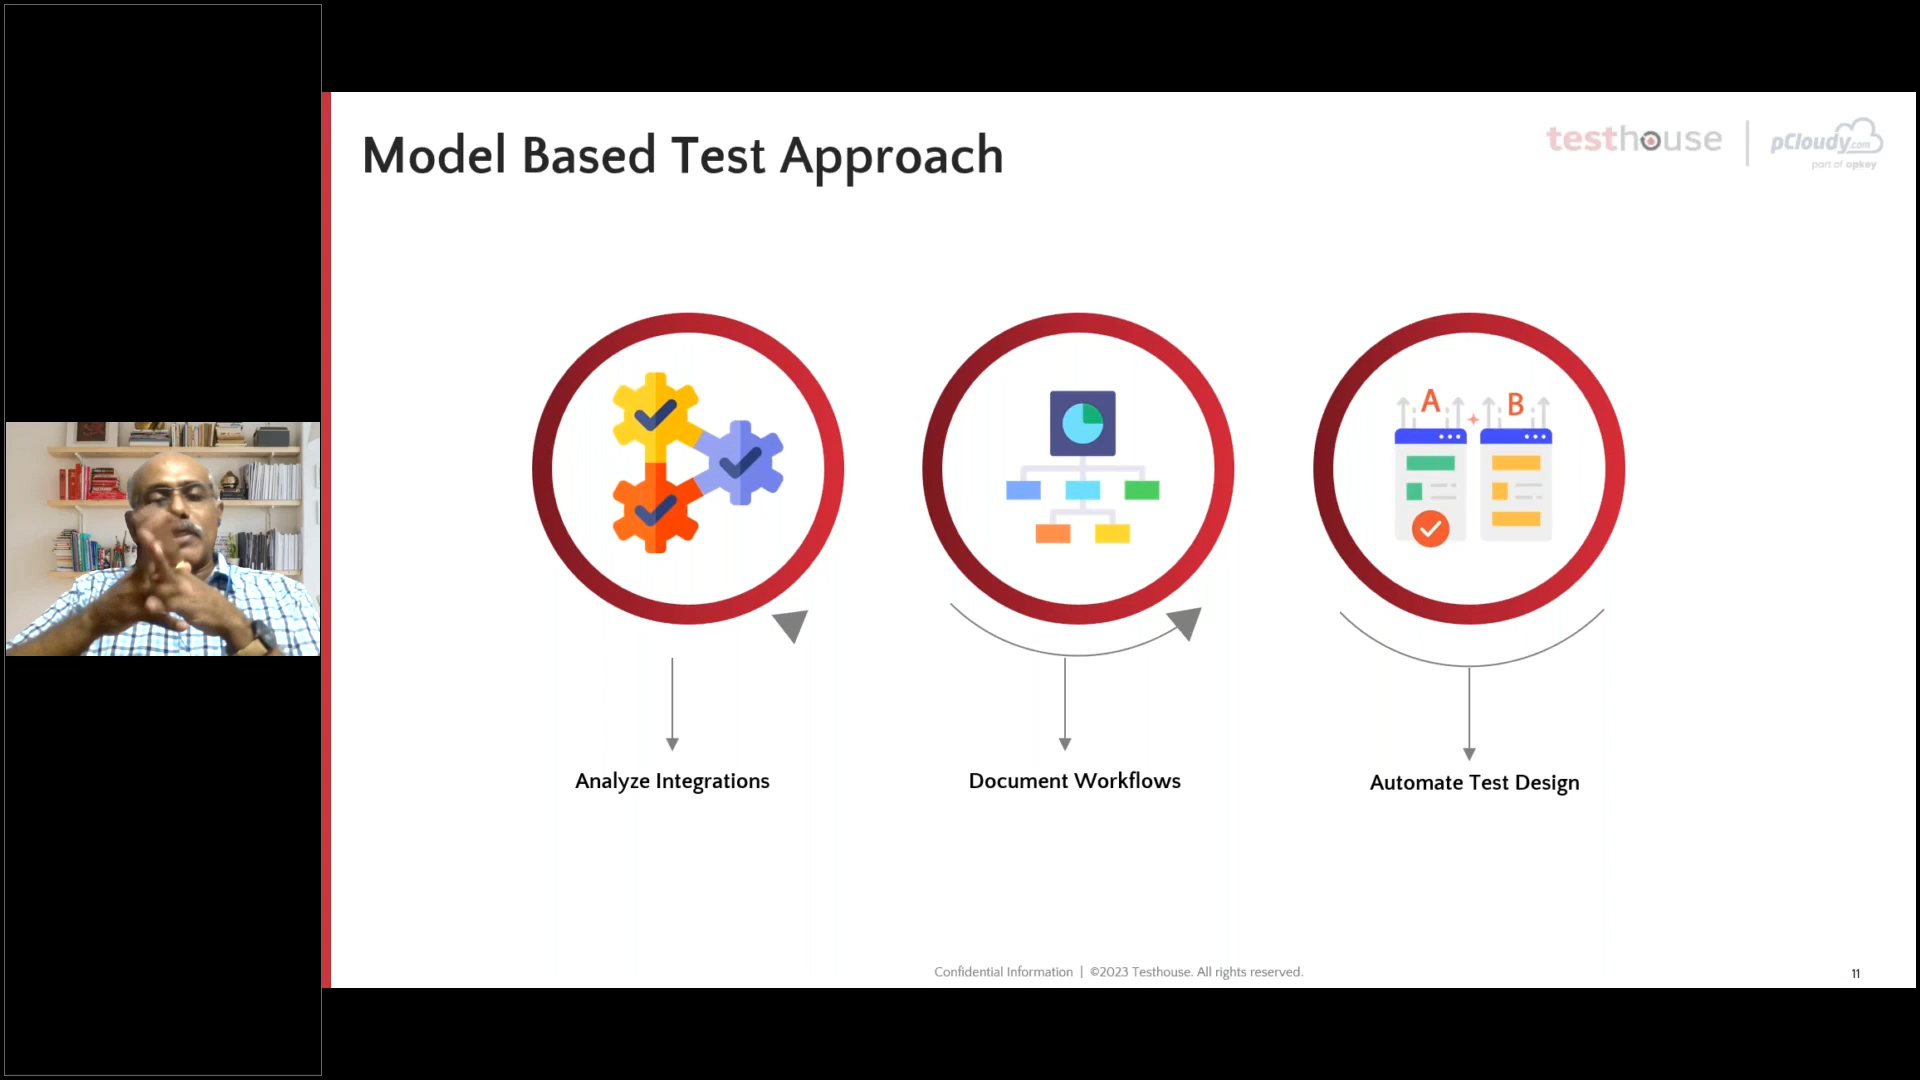 Model Based Test Approach
testhouse
pCloudy.com
part of opkey
A
B
Analyze Integrations
Document Workflows
Automate Test Design
Confidential Information | ©2023 Testhouse. All rights reserved.
11